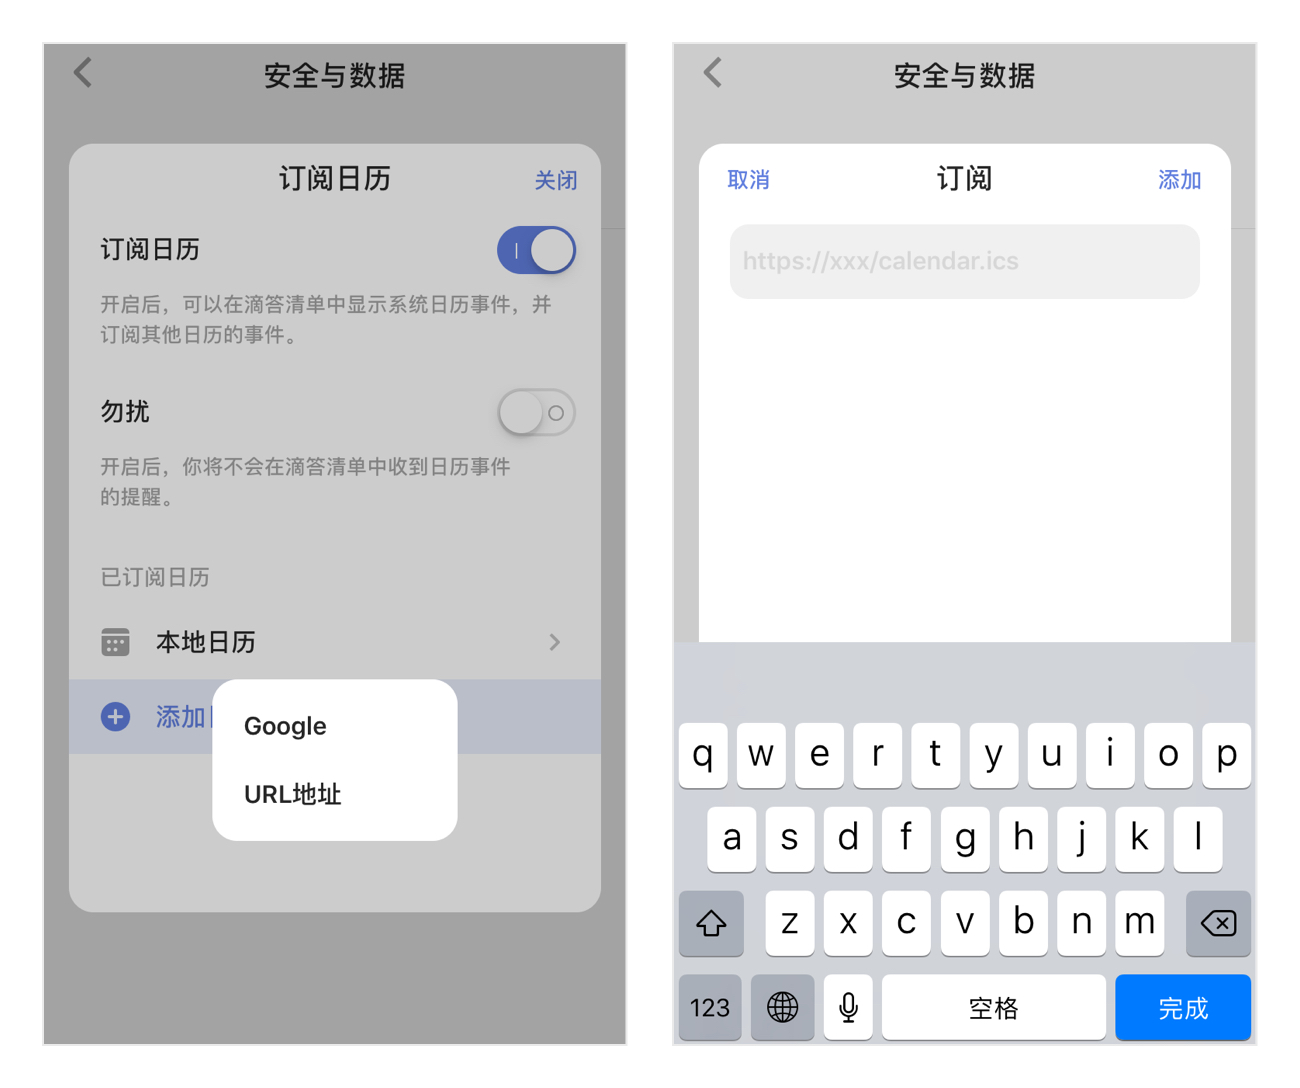 安全与数据
订阅日历
关闭
订阅日历
开启后，可以在滴答清单中显示系统日历事件，并
订阅其他日历的事件。
勿扰
开启后，你将不会在滴答清单中收到日历事件
的提醒。
已订阅日历
本地日历
添加
Google
URL地址
安全与数据
取消
订阅
添加
https://xxx/calendar.ics
q w e r t y u i o p
a s d f g h j k l
z x c v b n m
123
空格
完成